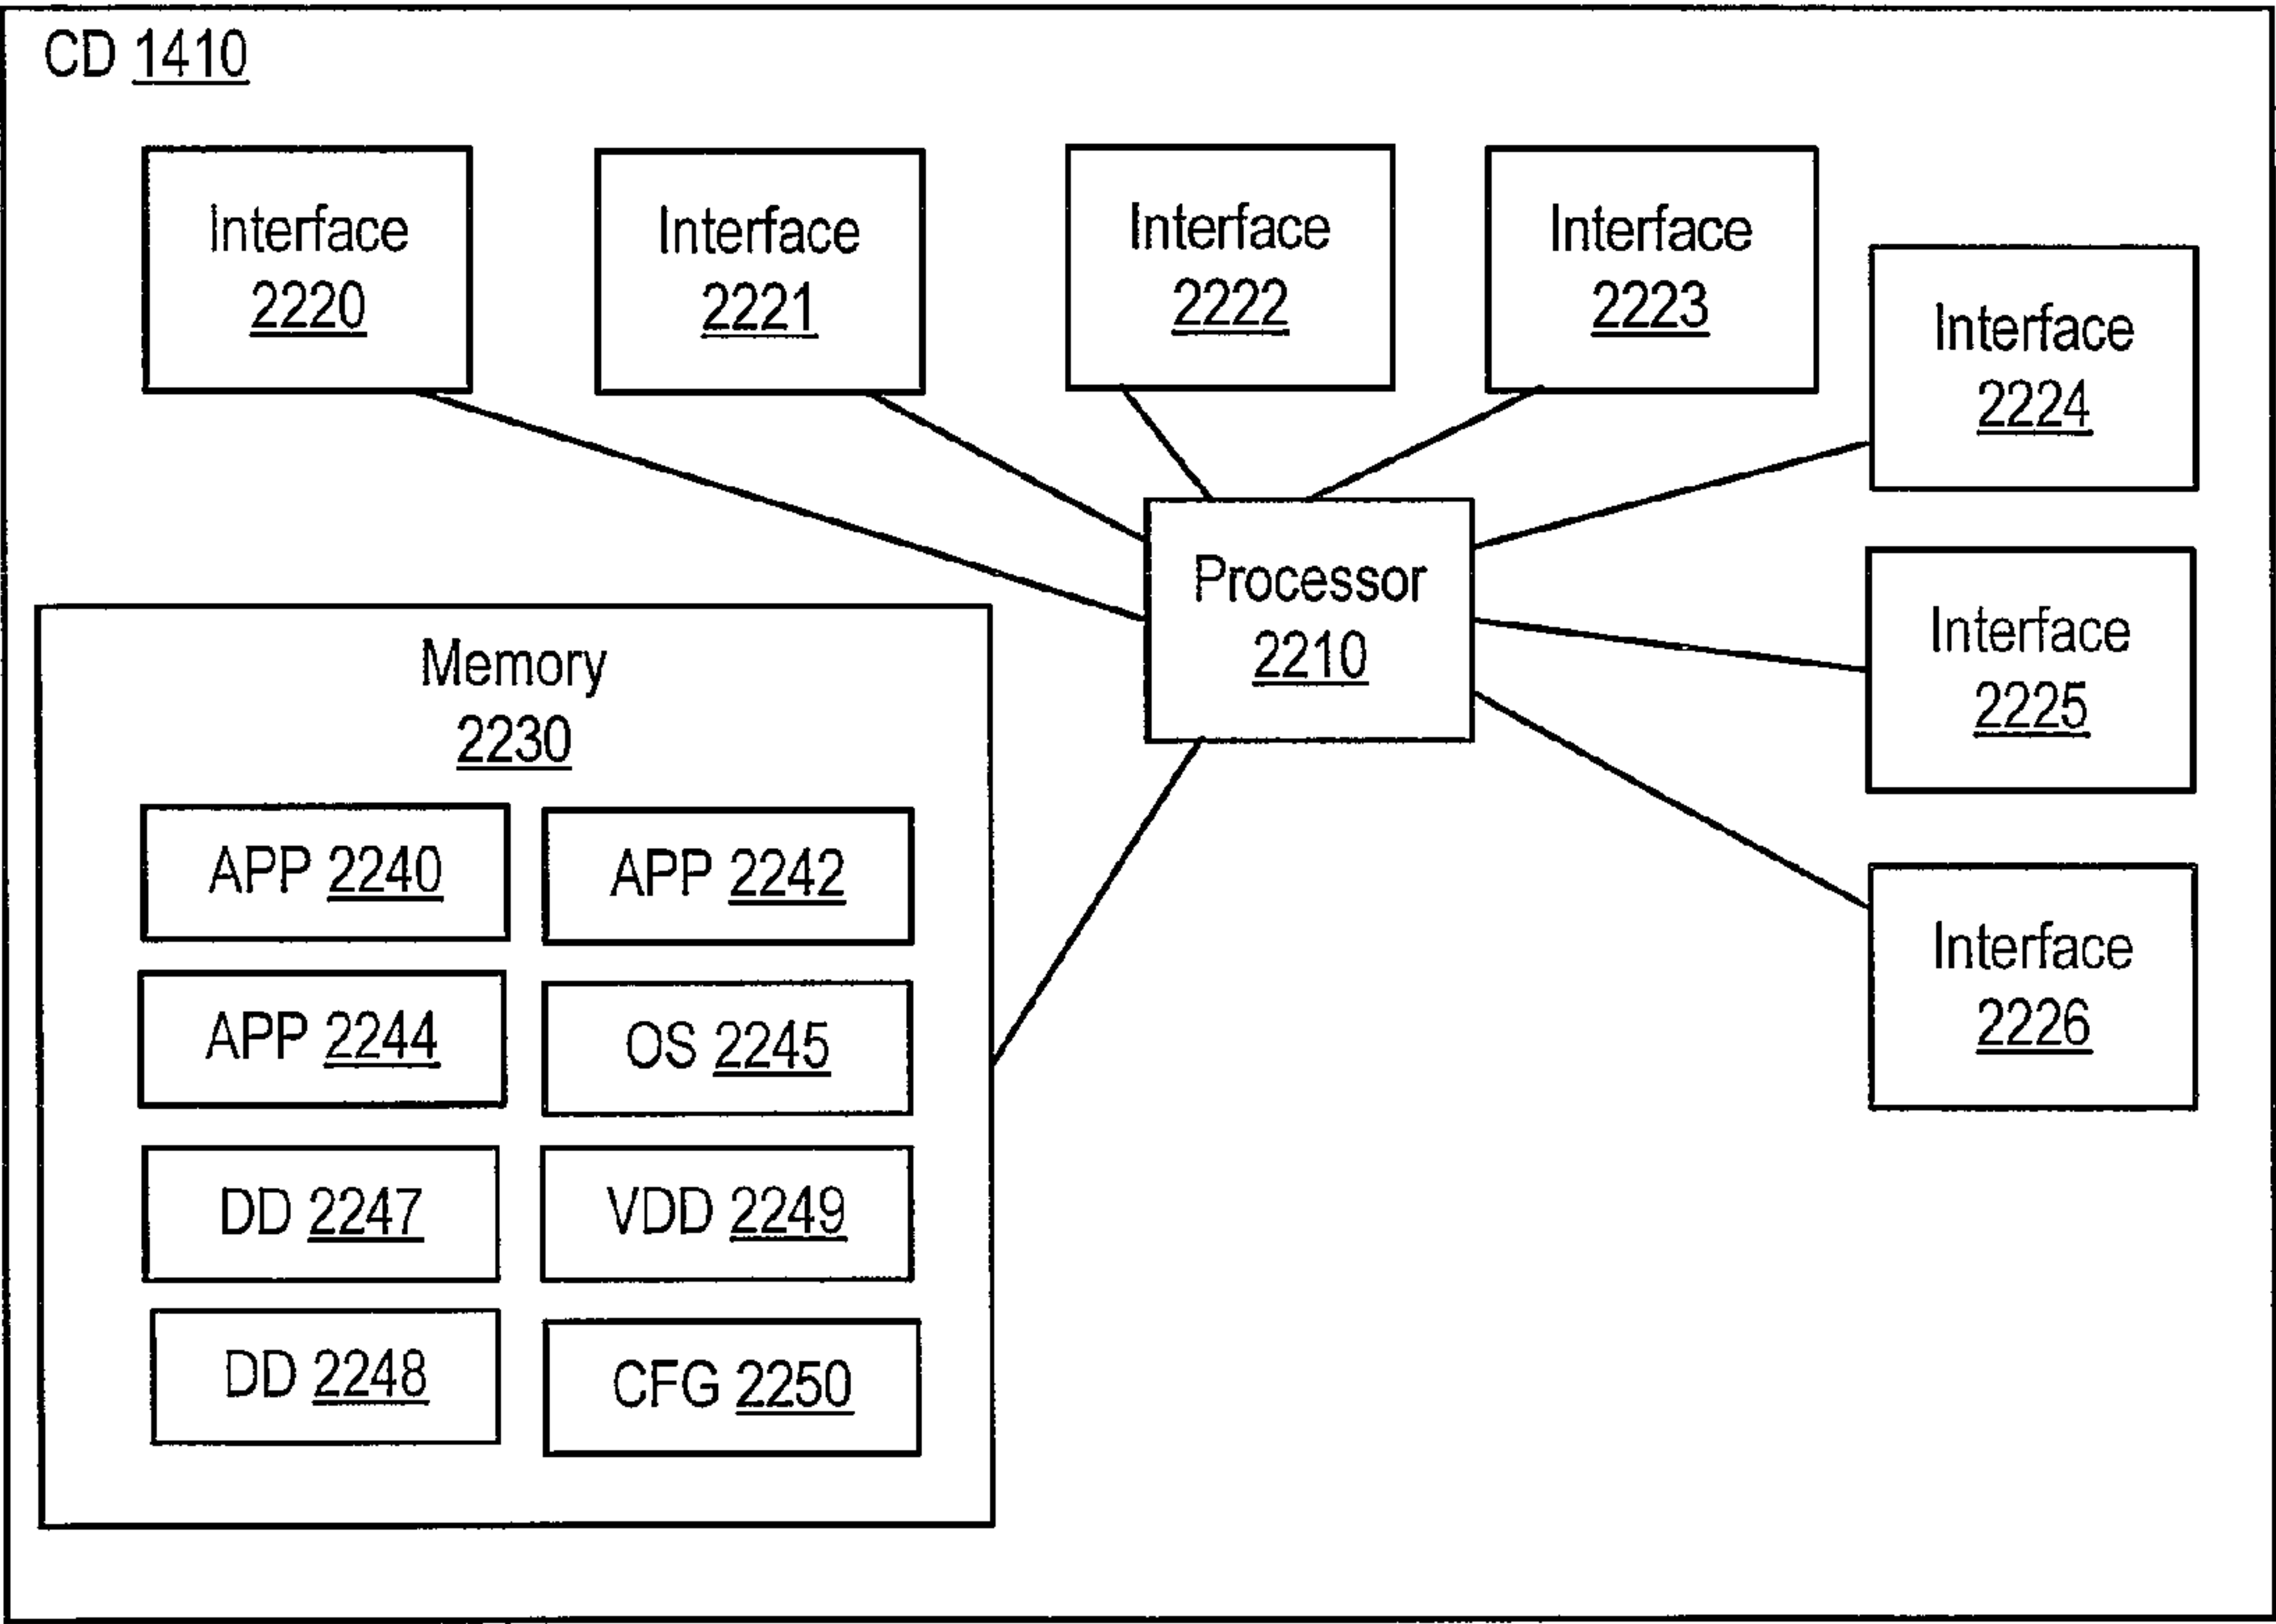 CD 1410
Interface
2220
Interface
2221
Interface
2222
Interface
2223
Interface
2224
Processor
2210
Interface
2225
Interface
2226
Memory
2230
APP 2240
APP 2242
APP 2244
OS 2245
DD 2247
VDD 2249
DD 2248
CFG 2250